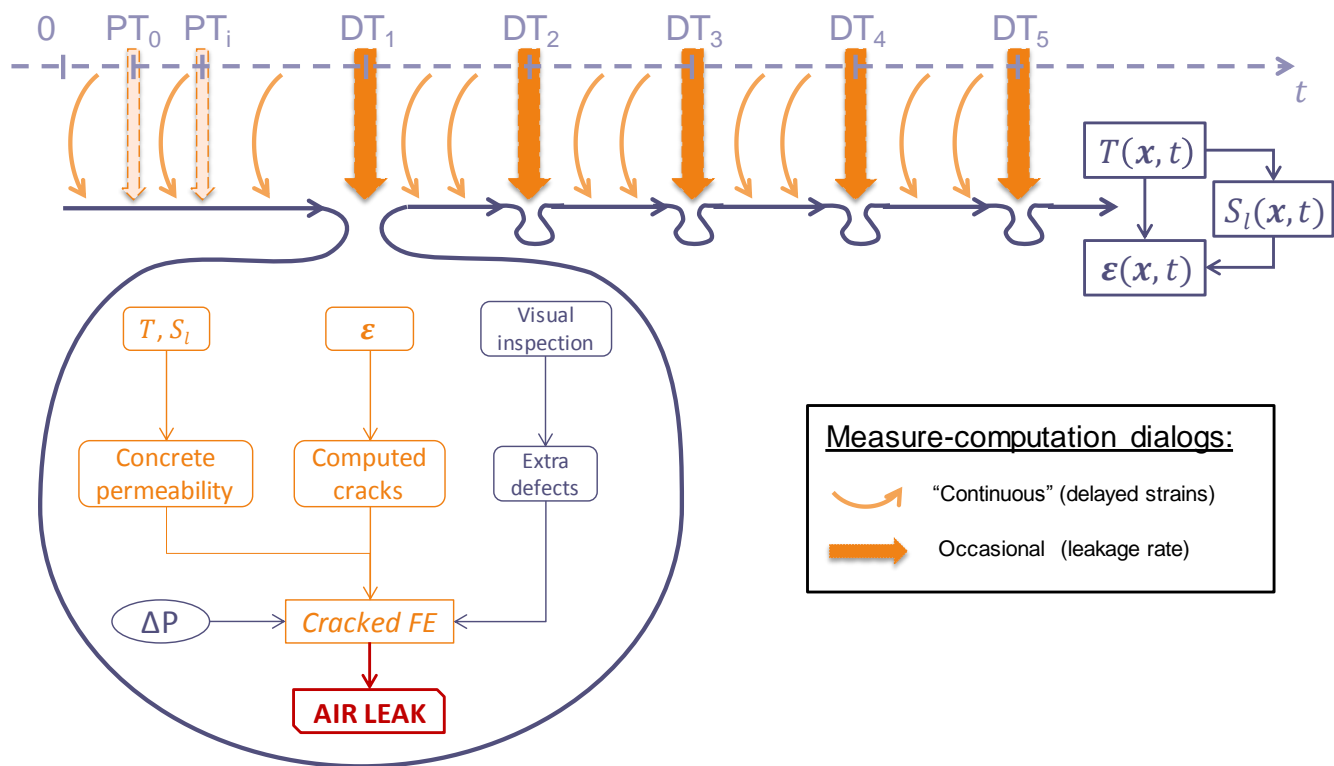 0 PT₀ PTᵢ DT₁ DT₂ DT₃ DT₄ DT₅
t
T(x, t)
Sₗ(x, t)
ε(x, t)
T, Sₗ
ε
Visual
inspection
Concrete
permeability
Computed
cracks
Extra
defects
ΔP
Cracked FE
AIR LEAK
Measure-computation dialogs:
“Continuous” (delayed strains)
Occasional (leakage rate)